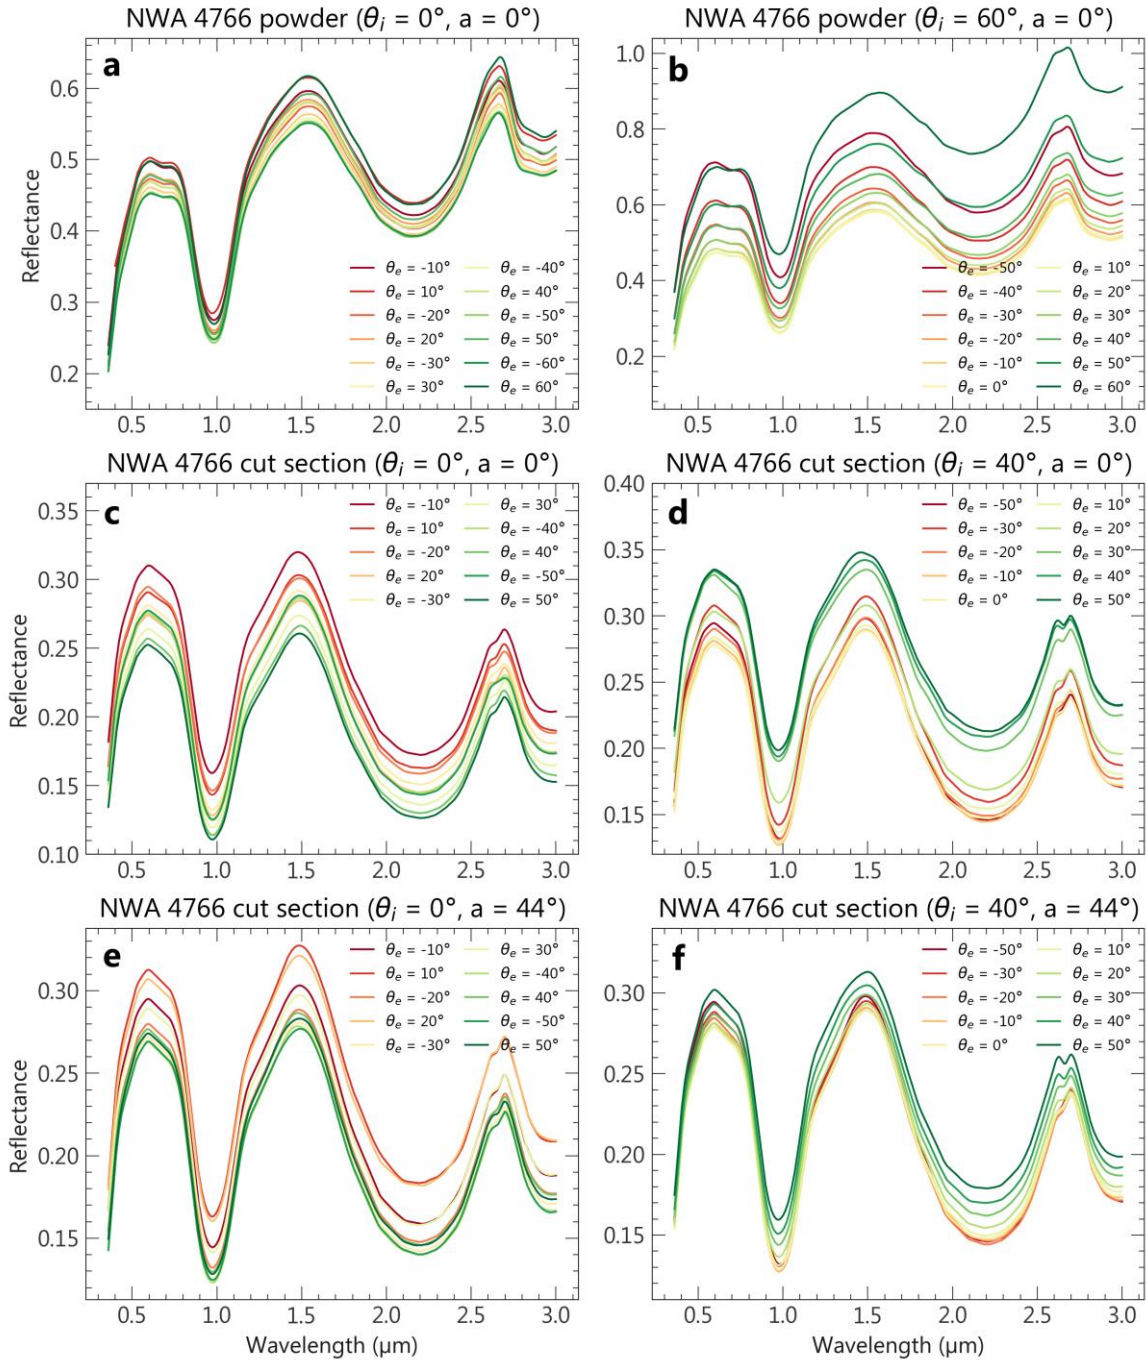 NWA 4766 powder (θi = 0°, a = 0°)
a
Reflectance
0.6
0.5
0.4
0.3
0.2
θe = -10°
θe = 10°
θe = -20°
θe = 20°
θe = -30°
θe = 30°
θe = -40°
θe = 40°
θe = -50°
θe = 50°
θe = -60°
θe = 60°
0.5 1.0 1.5 2.0 2.5 3.0
NWA 4766 powder (θi = 60°, a = 0°)
b
1.0
0.8
0.6
0.4
0.2
θe = -50°
θe = -40°
θe = -30°
θe = -20°
θe = -10°
θe = 0°
θe = 10°
θe = 20°
θe = 30°
θe = 40°
θe = 50°
θe = 60°
0.5 1.0 1.5 2.0 2.5 3.0
NWA 4766 cut section (θi = 0°, a = 0°)
c
Reflectance
0.35
0.30
0.25
0.20
0.15
0.10
θe = -10°
θe = 10°
θe = -20°
θe = 20°
θe = -30°
θe = 30°
θe = -40°
θe = 40°
θe = -50°
θe = 50°
0.5 1.0 1.5 2.0 2.5 3.0
NWA 4766 cut section (θi = 40°, a = 0°)
d
0.40
0.35
0.30
0.25
0.20
0.15
θe = -50°
θe = -30°
θe = -20°
θe = -10°
θe = 0°
θe = 10°
θe = 20°
θe = 30°
θe = 40°
θe = 50°
0.5 1.0 1.5 2.0 2.5 3.0
NWA 4766 cut section (θi = 0°, a = 44°)
e
Reflectance
0.30
0.25
0.20
0.15
θe = -10°
θe = 10°
θe = -20°
θe = 20°
θe = -30°
θe = 30°
θe = -40°
θe = 40°
θe = -50°
θe = 50°
0.5 1.0 1.5 2.0 2.5 3.0
Wavelength (μm)
NWA 4766 cut section (θi = 40°, a = 44°)
f
0.30
0.25
0.20
0.15
θe = -50°
θe = -30°
θe = -20°
θe = -10°
θe = 0°
θe = 10°
θe = 20°
θe = 30°
θe = 40°
θe = 50°
0.5 1.0 1.5 2.0 2.5 3.0
Wavelength (μm)